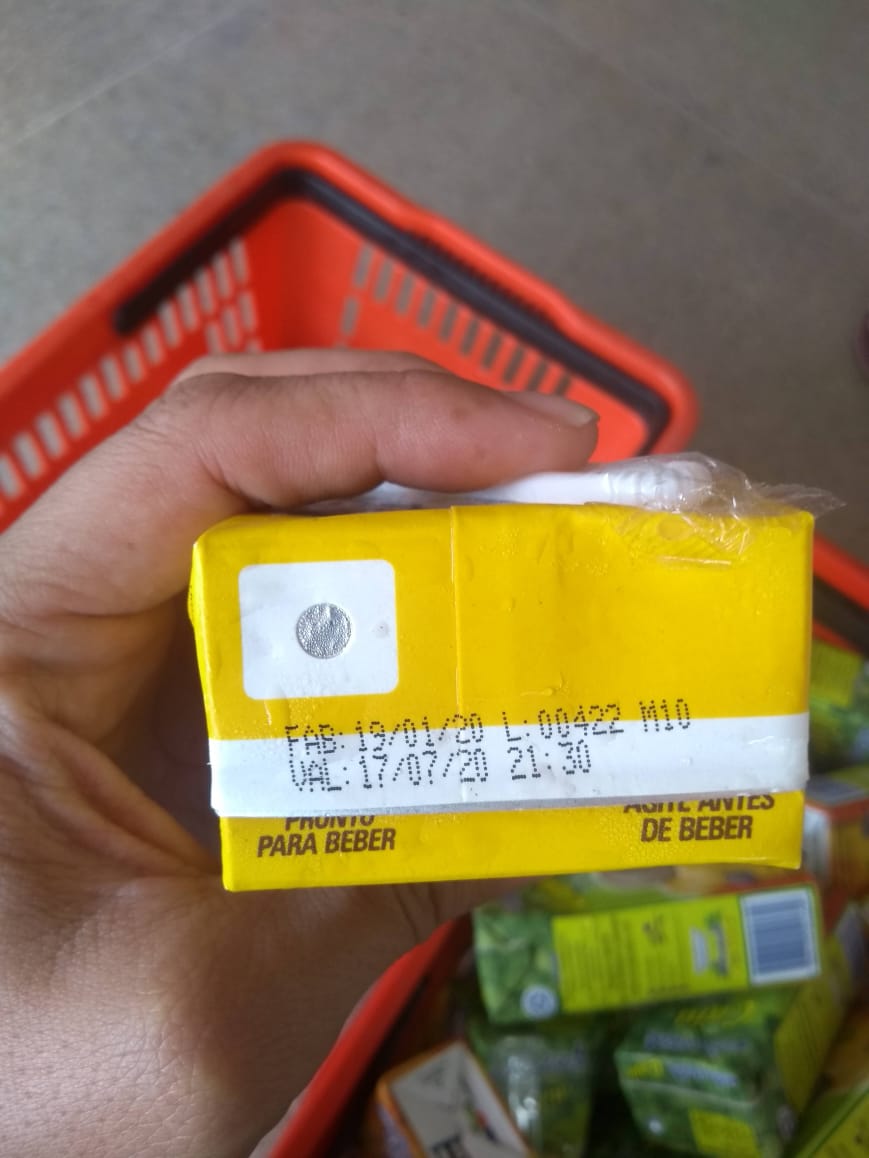 FAB: 19/01/20 L: 00422 M10
VAL: 17/07/20 21:30
PRONTO
PARA BEBER
AGITE ANTES
DE BEBER